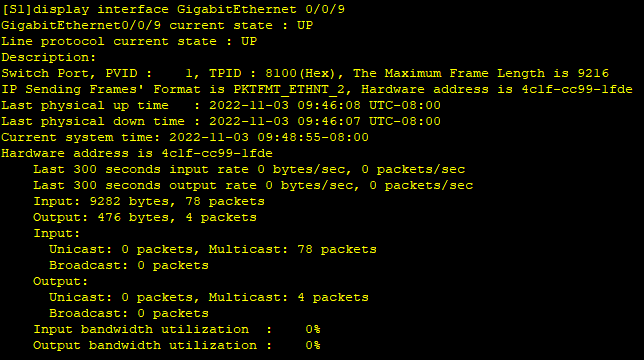 [S1]display interface GigabitEthernet 0/0/9
GigabitEthernet0/0/9 current state : UP
Line protocol current state : UP
Description:
Switch Port, PVID :    1, TPID : 8100(Hex), The Maximum Frame Length is 9216
IP Sending Frames' Format is PKTFMT_ETHNT_2, Hardware address is 4c1f-cc99-1fde
Last physical up time   : 2022-11-03 09:46:08 UTC-08:00
Last physical down time : 2022-11-03 09:46:07 UTC-08:00
Current system time: 2022-11-03 09:48:55-08:00
Hardware address is 4c1f-cc99-1fde
    Last 300 seconds input rate 0 bytes/sec, 0 packets/sec
    Last 300 seconds output rate 0 bytes/sec, 0 packets/sec
    Input: 9282 bytes, 78 packets
    Output: 476 bytes, 4 packets
    Input:
      Unicast: 0 packets, Multicast: 78 packets
      Broadcast: 0 packets
    Output:
      Unicast: 0 packets, Multicast: 4 packets
      Broadcast: 0 packets
    Input bandwidth utilization  :    0%
    Output bandwidth utilization :    0%